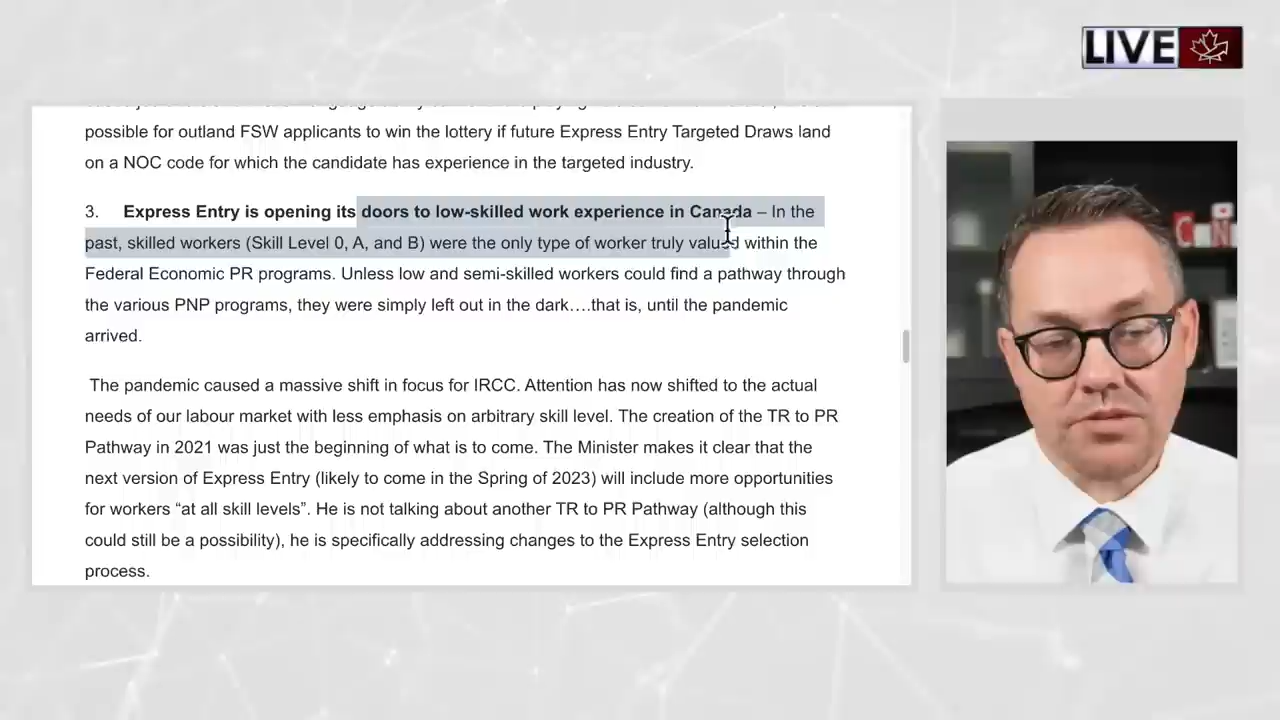 LIVE
possible for outland FSW applicants to win the lottery if future Express Entry Targeted Draws land
on a NOC code for which the candidate has experience in the targeted industry.
3. Express Entry is opening its doors to low-skilled work experience in Canada – In the
past, skilled workers (Skill Level 0, A, and B) were the only type of worker truly valued within the
Federal Economic PR programs. Unless low and semi-skilled workers could find a pathway through
the various PNP programs, they were simply left out in the dark….that is, until the pandemic
arrived.
The pandemic caused a massive shift in focus for IRCC. Attention has now shifted to the actual
needs of our labour market with less emphasis on arbitrary skill level. The creation of the TR to PR
Pathway in 2021 was just the beginning of what is to come. The Minister makes it clear that the
next version of Express Entry (likely to come in the Spring of 2023) will include more opportunities
for workers “at all skill levels”. He is not talking about another TR to PR Pathway (although this
could still be a possibility), he is specifically addressing changes to the Express Entry selection
process.